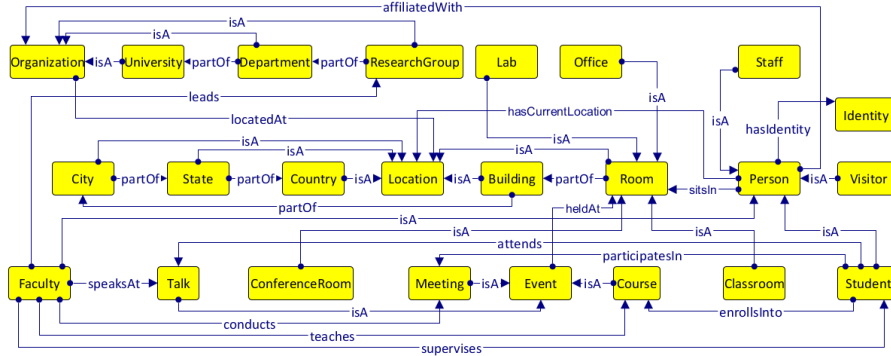 affiliatedWith
isA
isA
Organization isA University partOf Department partOf ResearchGroup Lab Office Staff
leads
isA
isA
hasIdentity
Identity
hasCurrentLocation
locatedAt
isA
isA
isA
City partOf State partOf Country isA Location isA Building partOf Room sitsIn Person isA Visitor
partOf
isA
heldAt
isA
isA
isA
attends
participatesIn
Faculty speaksAt Talk ConferenceRoom Meeting isA Event isA Course Classroom Student
isA
enrollsInto
conducts
teaches
supervises